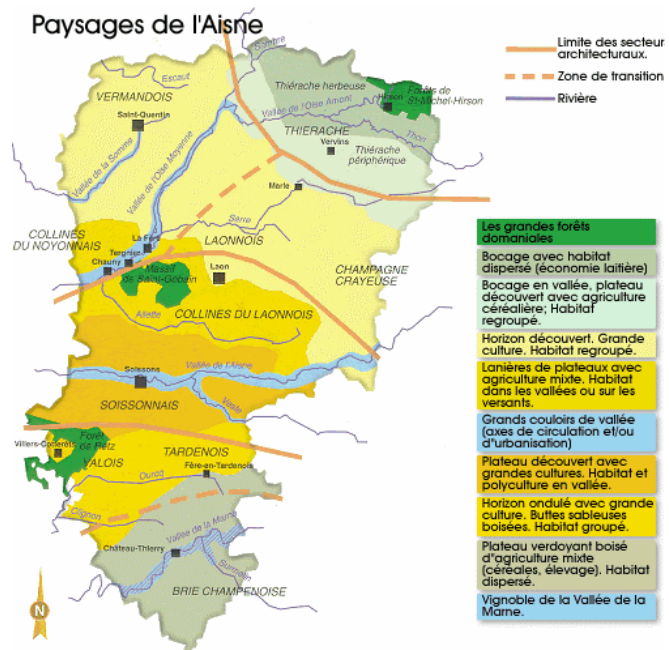 Paysages de l'Aisne
Limite des secteur
architecturaux.
Zone de transition
Rivière
Sambre
Escaut
VERMANDOIS
Saint-Quentin
Vallée de la Somme
Vallée de l'Oise Moyenne
Thiérache herbeuse
Forêts de
St-Michel-Hirson
Hirson
Vallée de l'Oise Amont
Thon
THIERACHE
Vervins
Thiérache
périphérique
Marle
Serre
COLLINES
DU NOYONNAIS
La Fère
Tergnier
Chauny
LAONNOIS
Massif
de Saint-Gobain
Laon
CHAMPAGNE
CRAYEUSE
Ailette
COLLINES DU LAONNOIS
Vallée de l'Aisne
Soissons
Vesle
SOISSONNAIS
Forêt
de Retz
Villers-Cotterêts
VALOIS
TARDENOIS
Ourcq
Fère-en-Tardenois
Clignon
Vallée de la Marne
Château-Thierry
Surmelin
BRIE CHAMPENOISE
N
Les grandes forêts
domaniales
Bocage avec habitat
dispersé (économie laitière)
Bocage en vallée, plateau
découvert avec agriculture
céréalière; Habitat
regroupé.
Horizon découvert. Grande
culture. Habitat regroupé.
Lanières de plateaux avec
agriculture mixte. Habitat
dans les vallées ou sur les
versants.
Grands couloirs de vallée
(axes de circulation et/ou
d"urbanisation)
Plateau découvert avec
grandes cultures. Habitat et
polyculture en vallée.
Horizon ondulé avec grande
culture. Buttes sableuses
boisées. Habitat groupé.
Plateau verdoyant boisé
d"agriculture mixte
(céréales, élevage). Habitat
dispersé.
Vignoble de la Vallée de la
Marne.